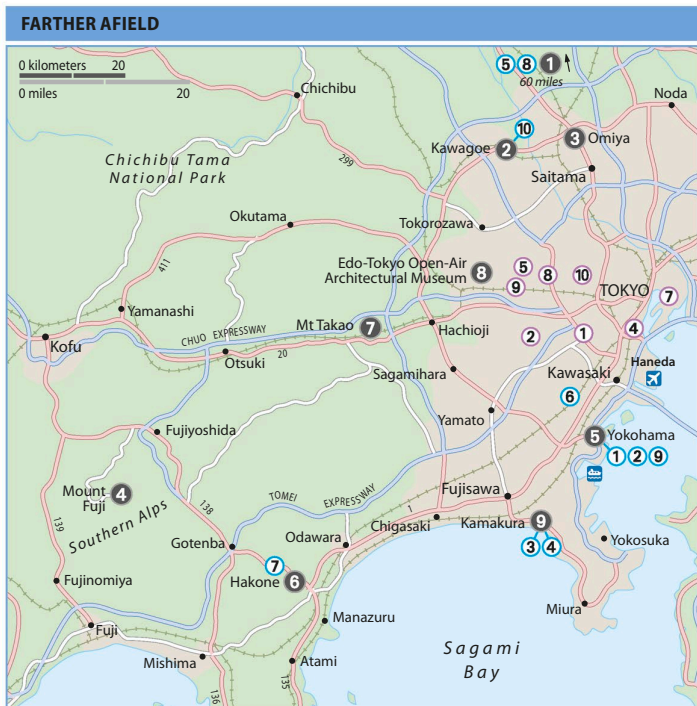 FARTHER AFIELD
0 kilometers 20
0 miles 20
5 8 1
60 miles
Noda
Chichibu
10
Kawagoe 2
3 Omiya
Saitama
Chichibu Tama
National Park
299
Okutama
Tokorozawa
411
Edo-Tokyo Open-Air
Architectural Museum
8
5
9
8
10
TOKYO
7
Yamanashi
CHUO EXPRESSWAY
Mt Takao 7
Hachioji
2
1
4
Kofu
Otsuki
20
Sagamihara
Haneda
Kawasaki
6
Yamato
Fujiyoshida
5 Yokohama
1 2 9
Mount
Fuji
4
Southern Alps
138
139
TOMEI EXPRESSWAY
Fujisawa
1
Chigasaki
Kamakura 9
3 4
Yokosuka
Gotenba
Odawara
7
Hakone 6
Fujinomiya
Manazuru
Miura
Fuji
Mishima
Atami
Sagami
Bay
136
135